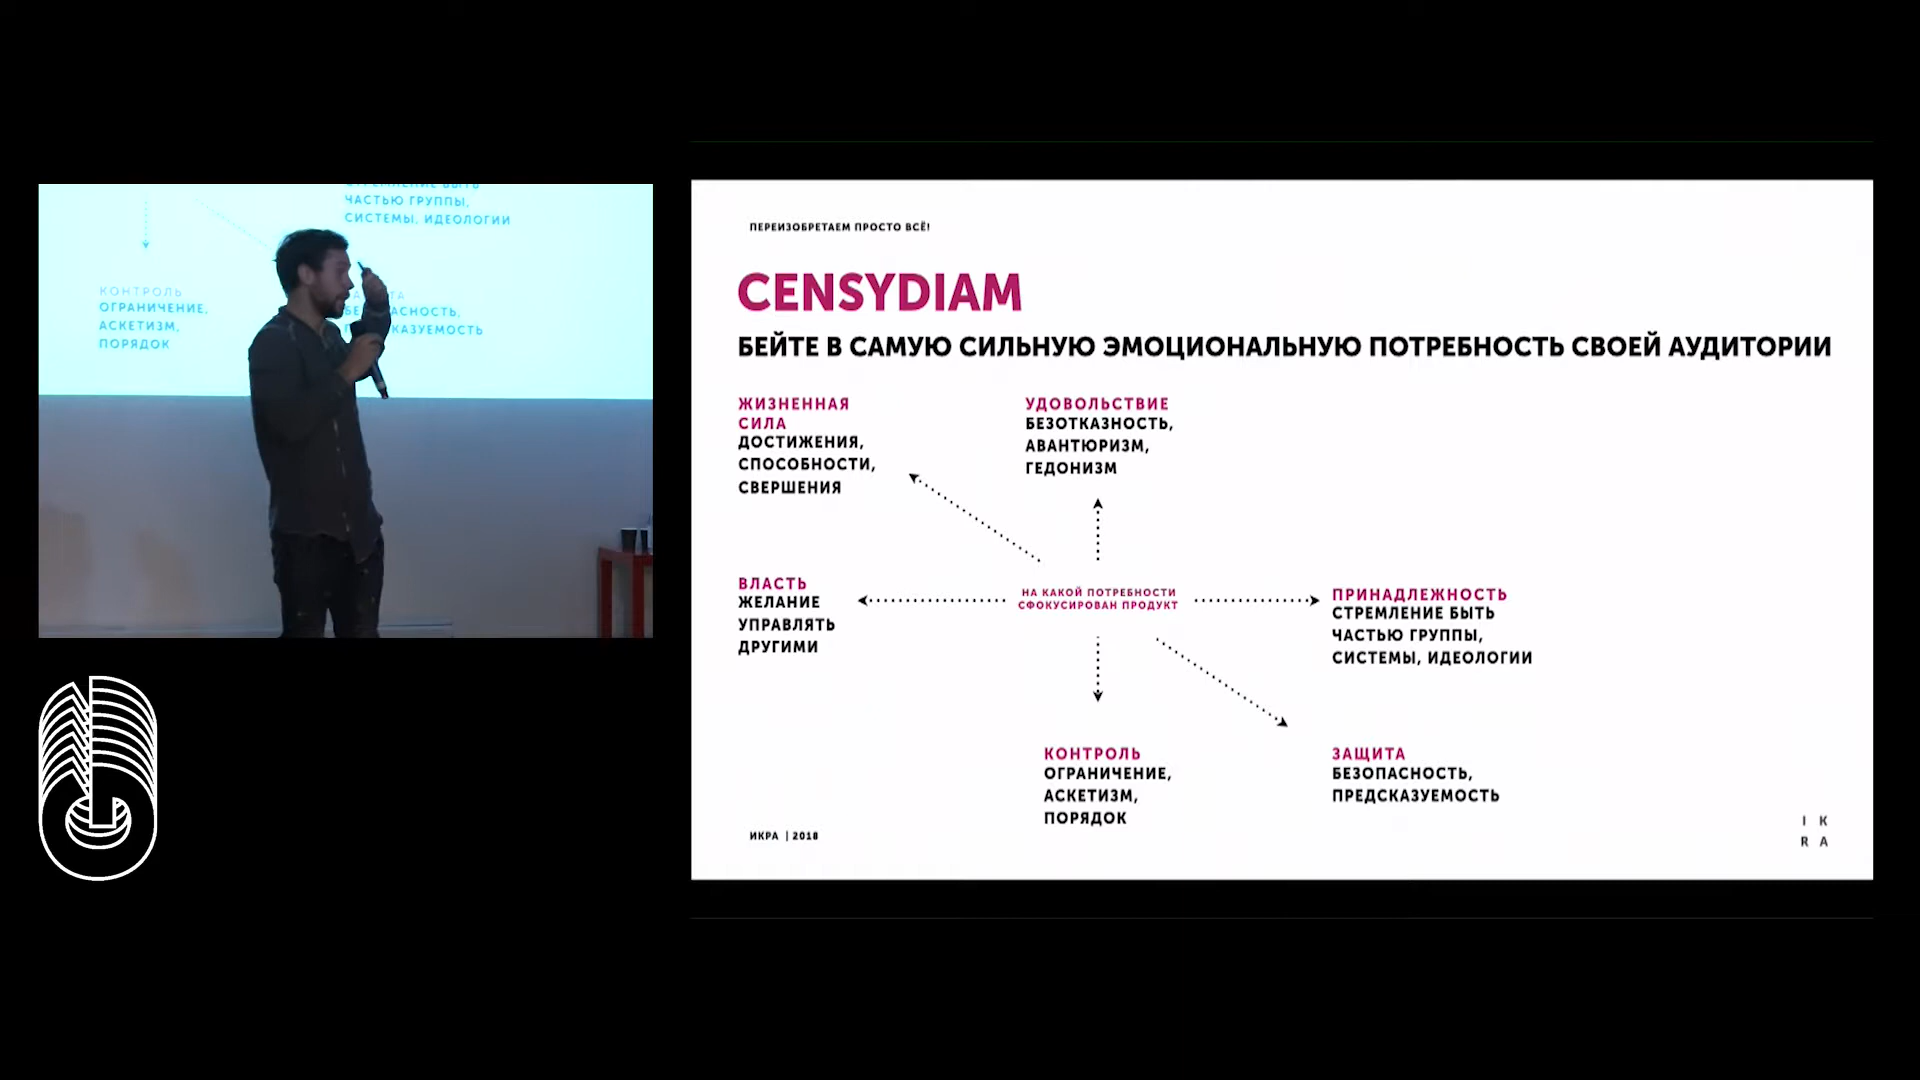 СТРЕМЛЕНИЕ БЫТЬ
ЧАСТЬЮ ГРУППЫ,
СИСТЕМЫ, ИДЕОЛОГИИ
КОНТРОЛЬ
ОГРАНИЧЕНИЕ,
АСКЕТИЗМ,
ПОРЯДОК
ПЕРЕИЗОБРЕТАЕМ ПРОСТО ВСЁ!
CENSYDIAM
БЕЙТЕ В САМУЮ СИЛЬНУЮ ЭМОЦИОНАЛЬНУЮ ПОТРЕБНОСТЬ СВОЕЙ АУДИТОРИИ
ЖИЗНЕННАЯ
СИЛА
ДОСТИЖЕНИЯ,
СПОСОБНОСТИ,
СВЕРШЕНИЯ
УДОВОЛЬСТВИЕ
БЕЗОТКАЗНОСТЬ,
АВАНТЮРИЗМ,
ГЕДОНИЗМ
ВЛАСТЬ
ЖЕЛАНИЕ
УПРАВЛЯТЬ
ДРУГИМИ
НА КАКОЙ ПОТРЕБНОСТИ
СФОКУСИРОВАН ПРОДУКТ
ПРИНАДЛЕЖНОСТЬ
СТРЕМЛЕНИЕ БЫТЬ
ЧАСТЬЮ ГРУППЫ,
СИСТЕМЫ, ИДЕОЛОГИИ
КОНТРОЛЬ
ОГРАНИЧЕНИЕ,
АСКЕТИЗМ,
ПОРЯДОК
ЗАЩИТА
БЕЗОПАСНОСТЬ,
ПРЕДСКАЗУЕМОСТЬ
ИКРА | 2018
I K
R A